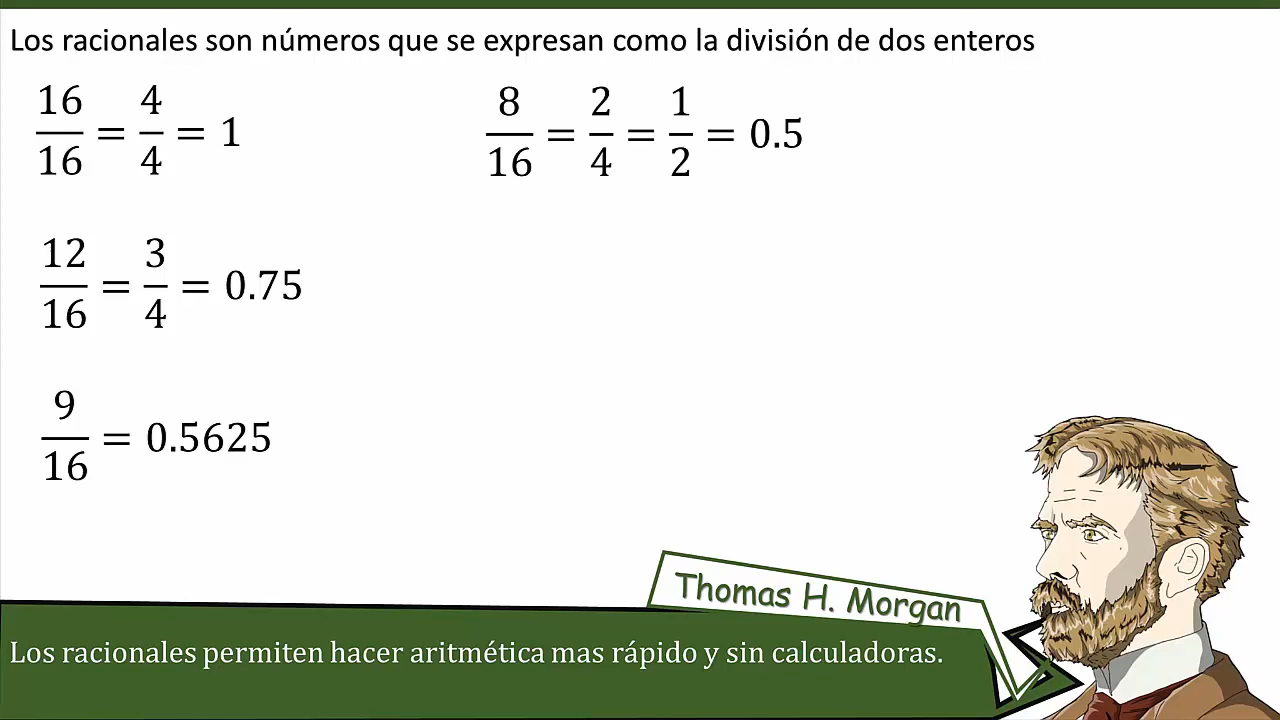 Los racionales son números que se expresan como la división de dos enteros
16/16 = 4/4 = 1
8/16 = 2/4 = 1/2 = 0.5
12/16 = 3/4 = 0.75
9/16 = 0.5625
Thomas H. Morgan
Los racionales permiten hacer aritmética mas rápido y sin calculadoras.